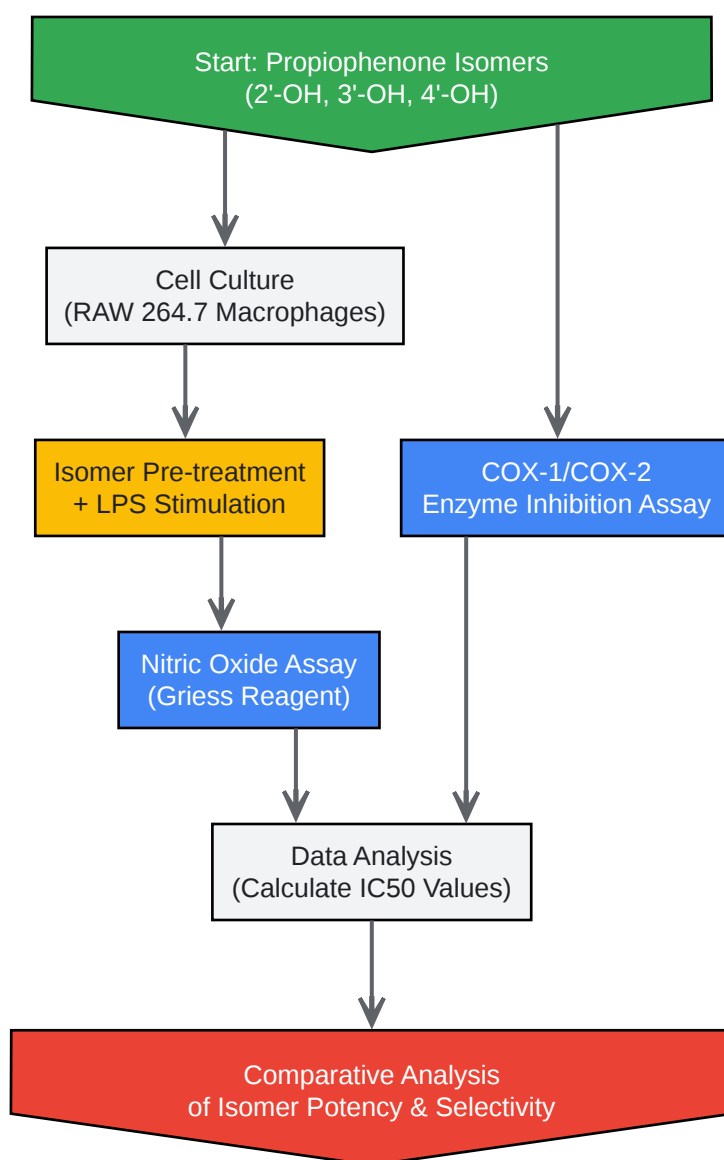 Start: Propiophenone Isomers
(2'-OH, 3'-OH, 4'-OH)
Cell Culture
(RAW 264.7 Macrophages)
Isomer Pre-treatment
+ LPS Stimulation
COX-1/COX-2
Enzyme Inhibition Assay
Nitric Oxide Assay
(Griess Reagent)
Data Analysis
(Calculate IC50 Values)
Comparative Analysis
of Isomer Potency & Selectivity